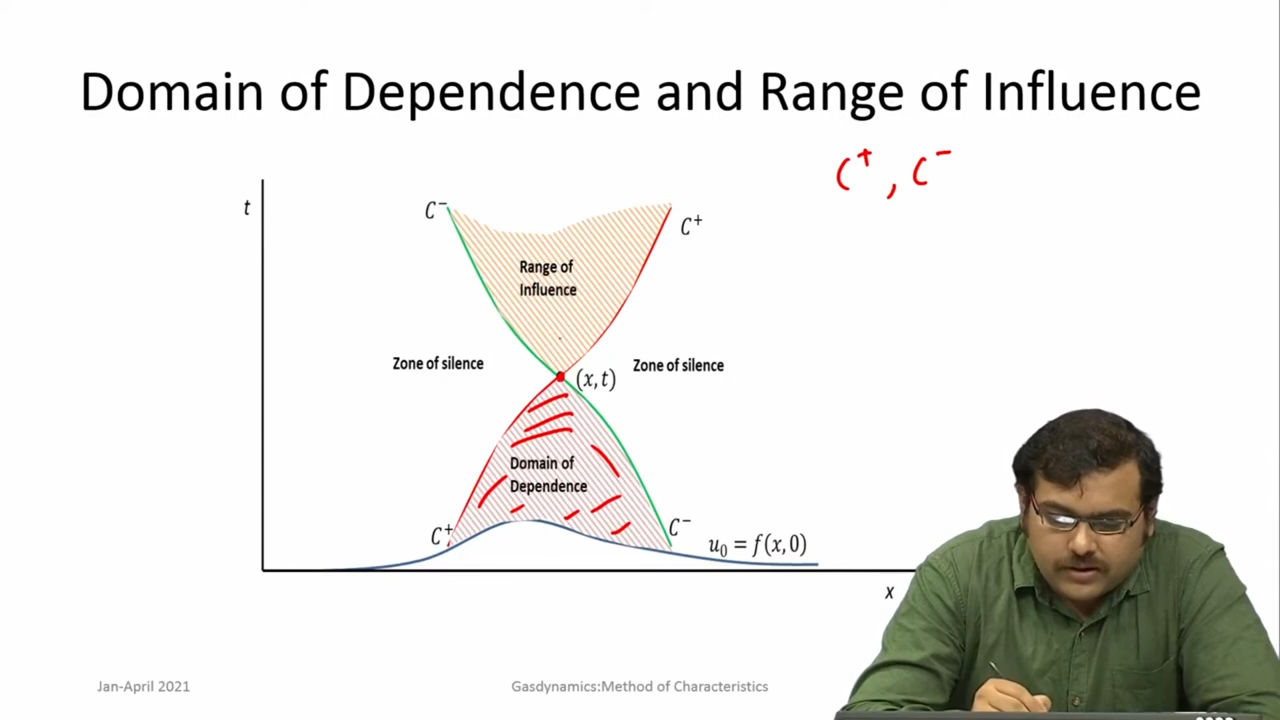 Domain of Dependence and Range of Influence
C⁺, C⁻
t
C⁻
C⁺
Range of
Influence
Zone of silence
Zone of silence
(x, t)
Domain of
Dependence
C⁺
C⁻
u₀ = f(x, 0)
x
Jan-April 2021
Gasdynamics:Method of Characteristics